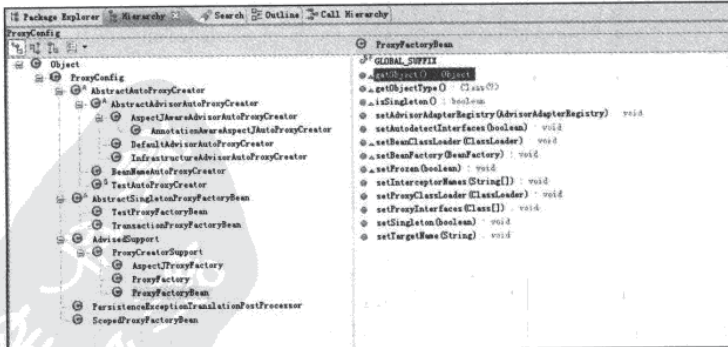 Package Explorer Hierarchy Search Outline Call Hierarchy
ProxyConfig
Object
ProxyConfig
AbstractAutoProxyCreator
AbstractAdvisorAutoProxyCreator
AspectJAwareAdvisorAutoProxyCreator
AnnotationAwareAspectJAutoProxyCreator
DefaultAdvisorAutoProxyCreator
InfrastructureAdvisorAutoProxyCreator
BeanNameAutoProxyCreator
TestAutoProxyCreator
AbstractSingletonProxyFactoryBean
TestProxyFactoryBean
TransactionProxyFactoryBean
AdvisedSupport
ProxyCreatorSupport
AspectJProxyFactory
ProxyFactory
ProxyFactoryBean
PersistenceExceptionTranslationPostProcessor
ScopedProxyFactoryBean
ProxyFactoryBean
GLOBAL_SUFFIX
getObject() : Object
getObjectType() : Class<?>
isSingleton() : boolean
setAdvisorAdapterRegistry(AdvisorAdapterRegistry) : void
setAutodetectInterfaces(boolean) : void
setBeanClassLoader(ClassLoader) : void
setBeanFactory(BeanFactory) : void
setFrozen(boolean) : void
setInterceptorNames(String[]) : void
setProxyClassLoader(ClassLoader) : void
setProxyInterfaces(Class[]) : void
setSingleton(boolean) : void
setTargetName(String) : void